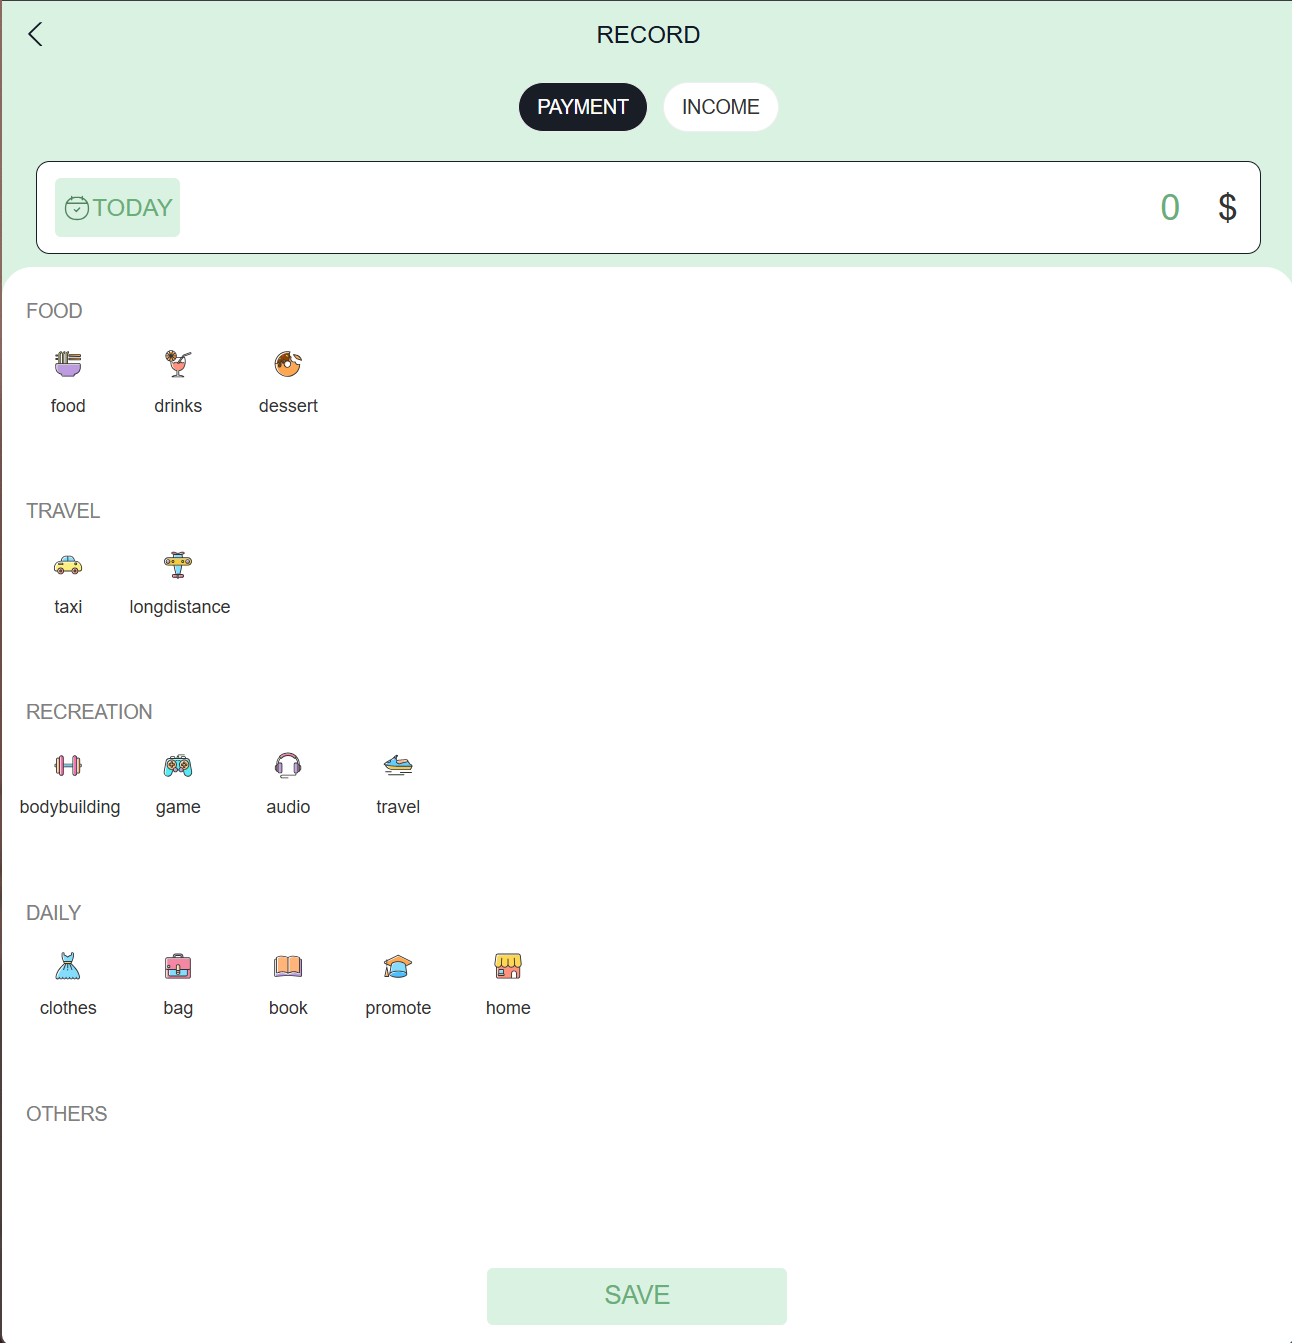 RECORD
PAYMENT INCOME
TODAY 0 $
FOOD
food drinks dessert
TRAVEL
taxi longdistance
RECREATION
bodybuilding game audio travel
DAILY
clothes bag book promote home
OTHERS
SAVE